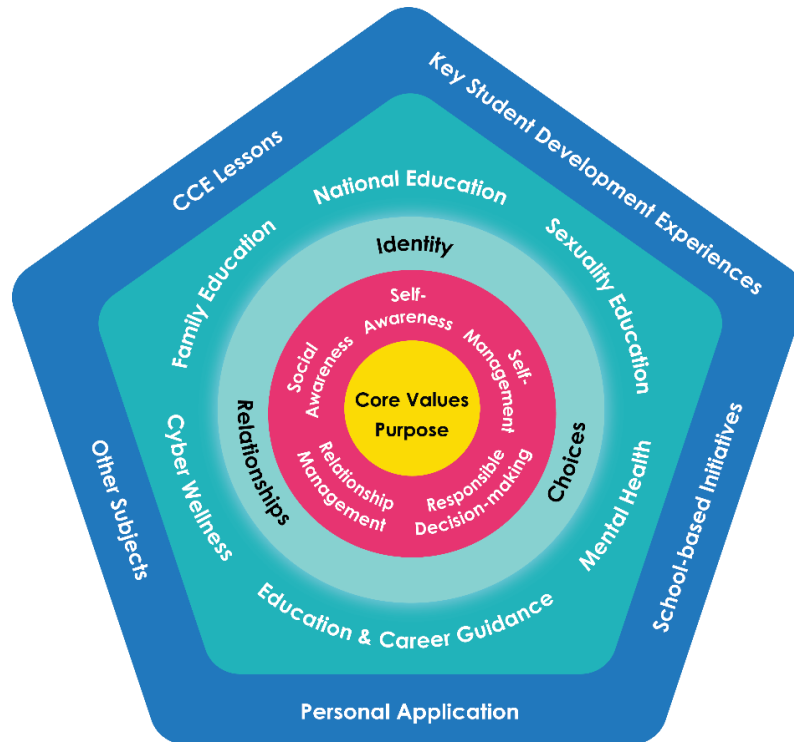 Key Student Development Experiences
CCE Lessons
National Education
Family Education
Sexuality Education
Identity
Self-
Awareness
Social
Awareness
Self-
Management
Core Values
Purpose
Relationships
Choices
Relationship
Management
Responsible
Decision-making
Cyber Wellness
Mental Health
Other Subjects
School-based Initiatives
Education & Career Guidance
Personal Application